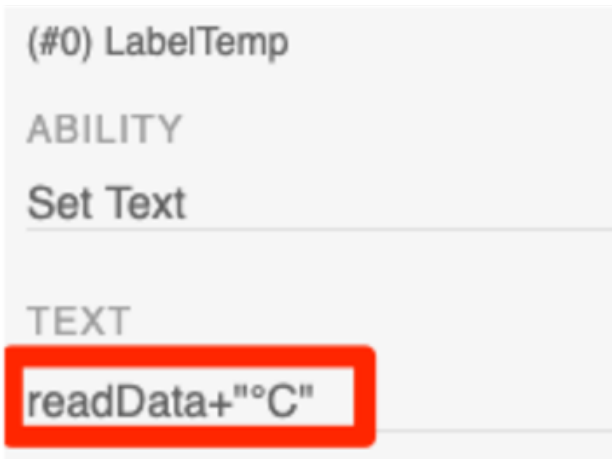 (#0) LabelTemp
ABILITY
Set Text
TEXT
readData+"°C"